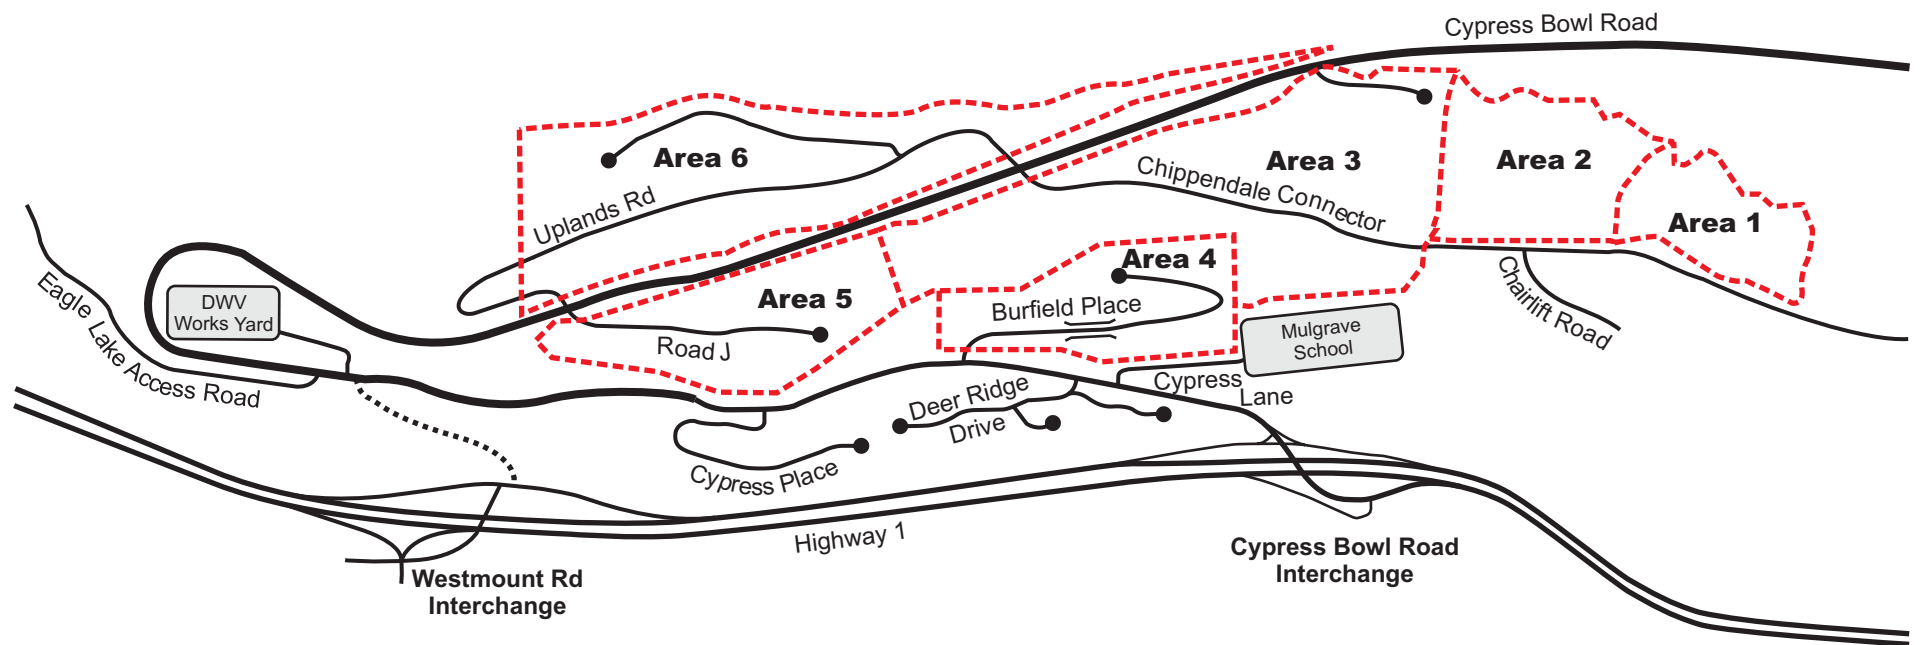 Cypress Bowl Road
Area 6
Area 3
Area 2
Area 1
Chippendale Connector
Uplands Rd
Area 4
Area 5
Chairlift Road
Eagle Lake Access Road
DWV
Works Yard
Burfield Place
Mulgrave
School
Road J
Cypress
Lane
Deer Ridge
Drive
Cypress Place
Highway 1
Cypress Bowl Road
Interchange
Westmount Rd
Interchange